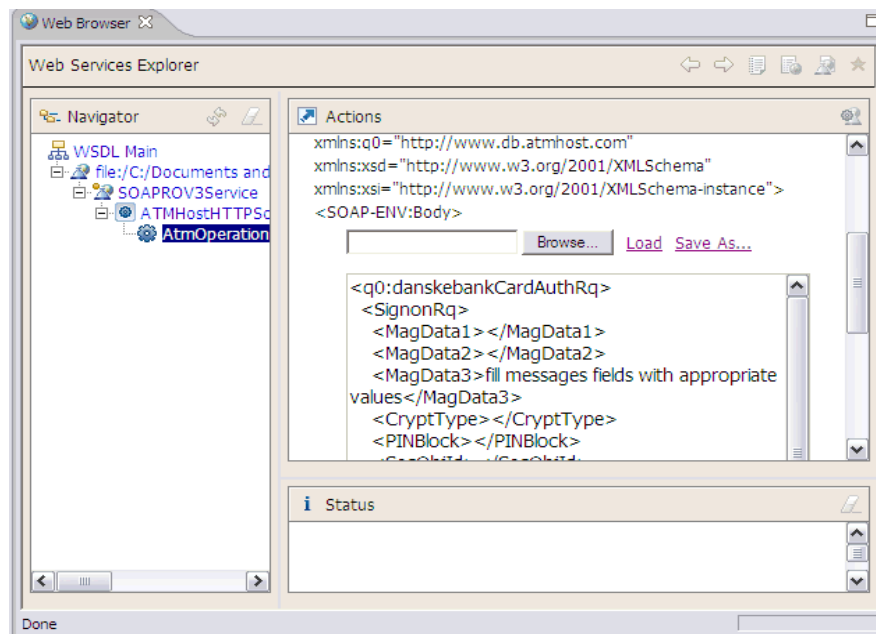 Web Browser
Web Services Explorer
Navigator
WSDL Main
file:/C:/Documents and
SOAPROV3Service
ATMHostHTTPSc
AtmOperation
Actions
xmlns:q0="http://www.db.atmhost.com"
xmlns:xsd="http://www.w3.org/2001/XMLSchema"
xmlns:xsi="http://www.w3.org/2001/XMLSchema-instance">
<SOAP-ENV:Body>
Browse... Load Save As...
<q0:danskebankCardAuthRq>
<SignonRq>
<MagData1></MagData1>
<MagData2></MagData2>
<MagData3>fill messages fields with appropriate
values</MagData3>
<CryptType></CryptType>
<PINBlock></PINBlock>
Status
Done